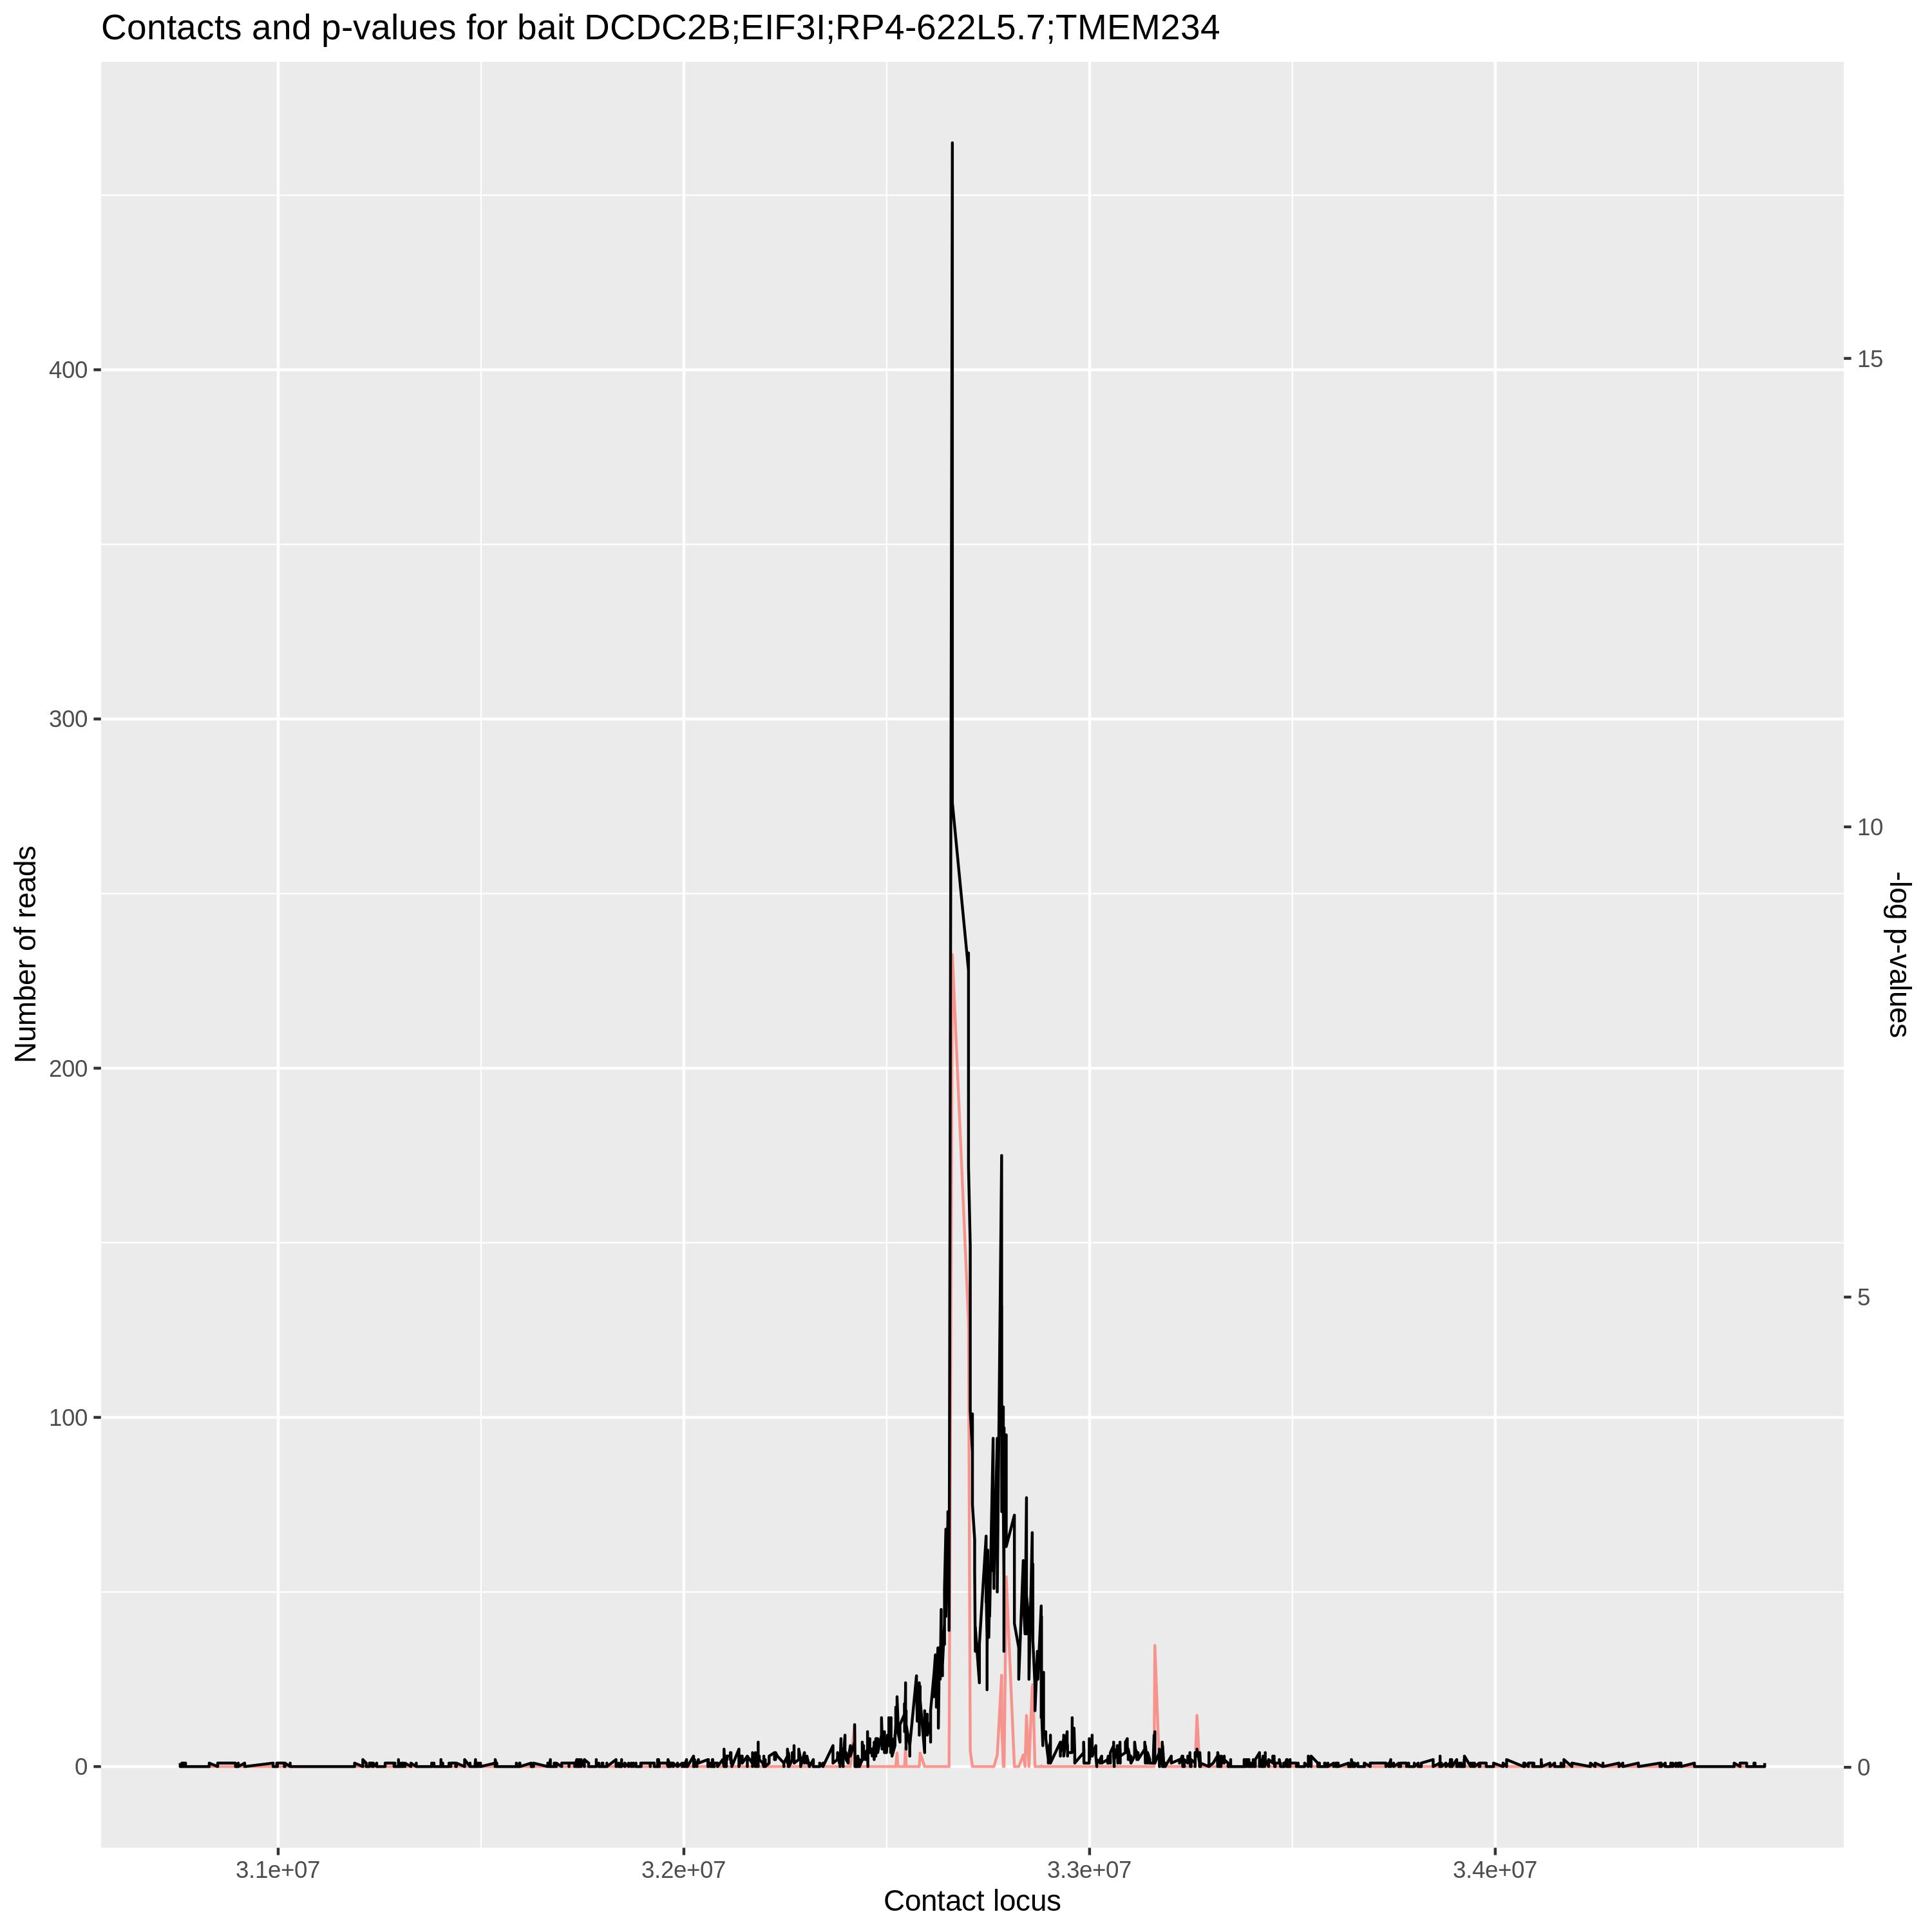 Contacts and p-values for bait DCDC2B;EIF3I;RP4-622L5.7;TMEM234
400
300
200
100
0
Number of reads
15
10
5
0
-log p-values
3.1e+07
3.2e+07
3.3e+07
3.4e+07
Contact locus